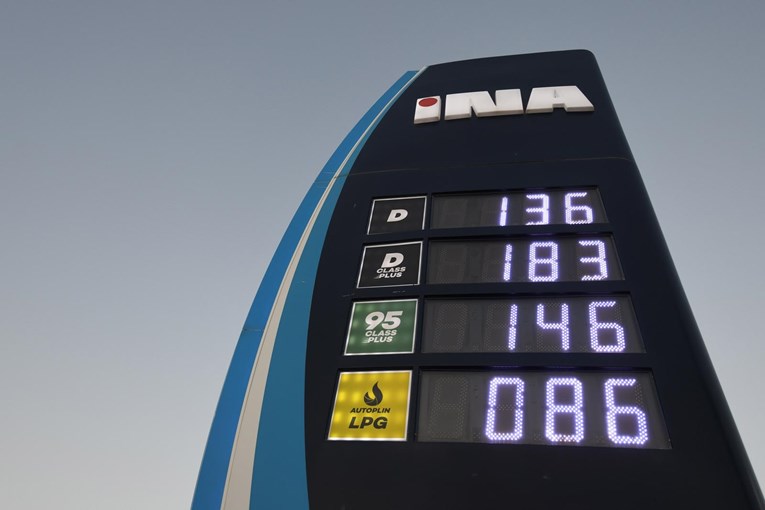 iNA
D 136
D CLASS PLUS 183
95 CLASS PLUS 146
AUTOPLIN LPG 086